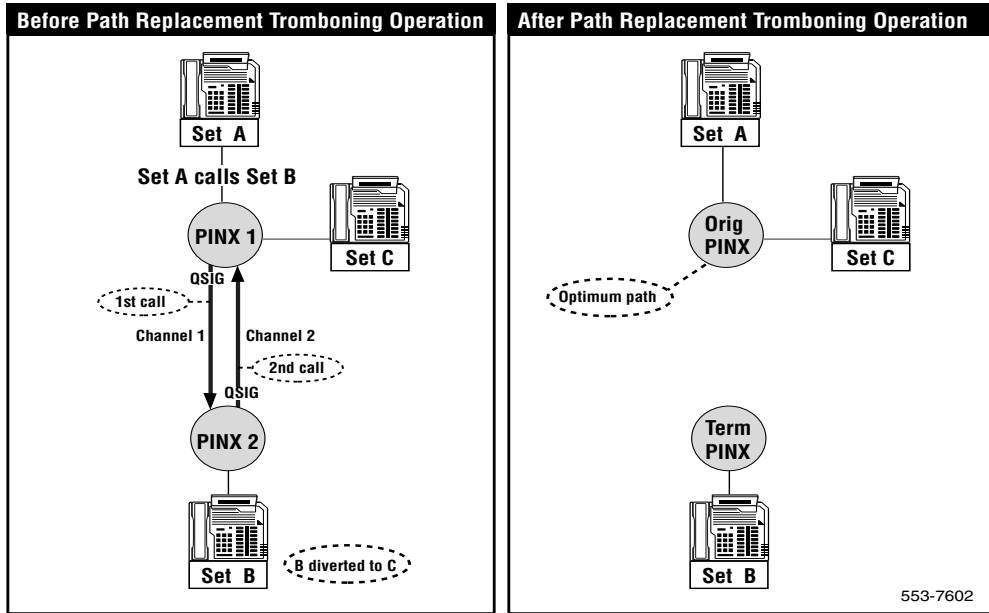 Before Path Replacement Tromboning Operation
Set A
Set A calls Set B
PINX 1
Set C
QSIG
1st call
Channel 1
Channel 2
2nd call
QSIG
PINX 2
Set B
B diverted to C
After Path Replacement Tromboning Operation
Set A
Orig
PINX
Set C
Optimum path
Term
PINX
Set B
553-7602